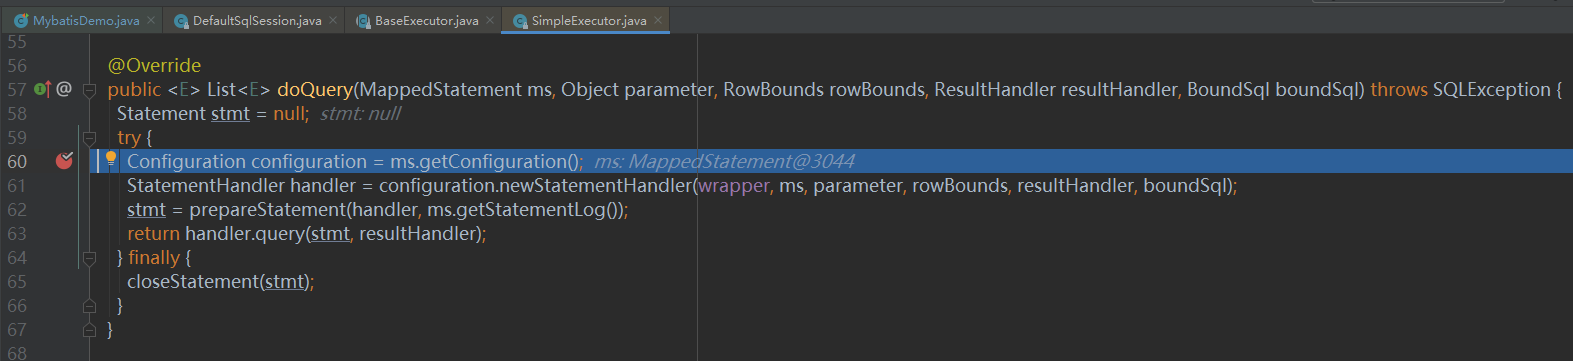 MybatisDemo.java × DefaultSqlSession.java × BaseExecutor.java × SimpleExecutor.java ×
55
56 @Override
57 @ public <E> List<E> doQuery(MappedStatement ms, Object parameter, RowBounds rowBounds, ResultHandler resultHandler, BoundSql boundSql) throws SQLException {
58 Statement stmt = null; stmt: null
59 try {
60 Configuration configuration = ms.getConfiguration(); ms: MappedStatement@3044
61 StatementHandler handler = configuration.newStatementHandler(wrapper, ms, parameter, rowBounds, resultHandler, boundSql);
62 stmt = prepareStatement(handler, ms.getStatementLog());
63 return handler.query(stmt, resultHandler);
64 } finally {
65 closeStatement(stmt);
66 }
67 }
68